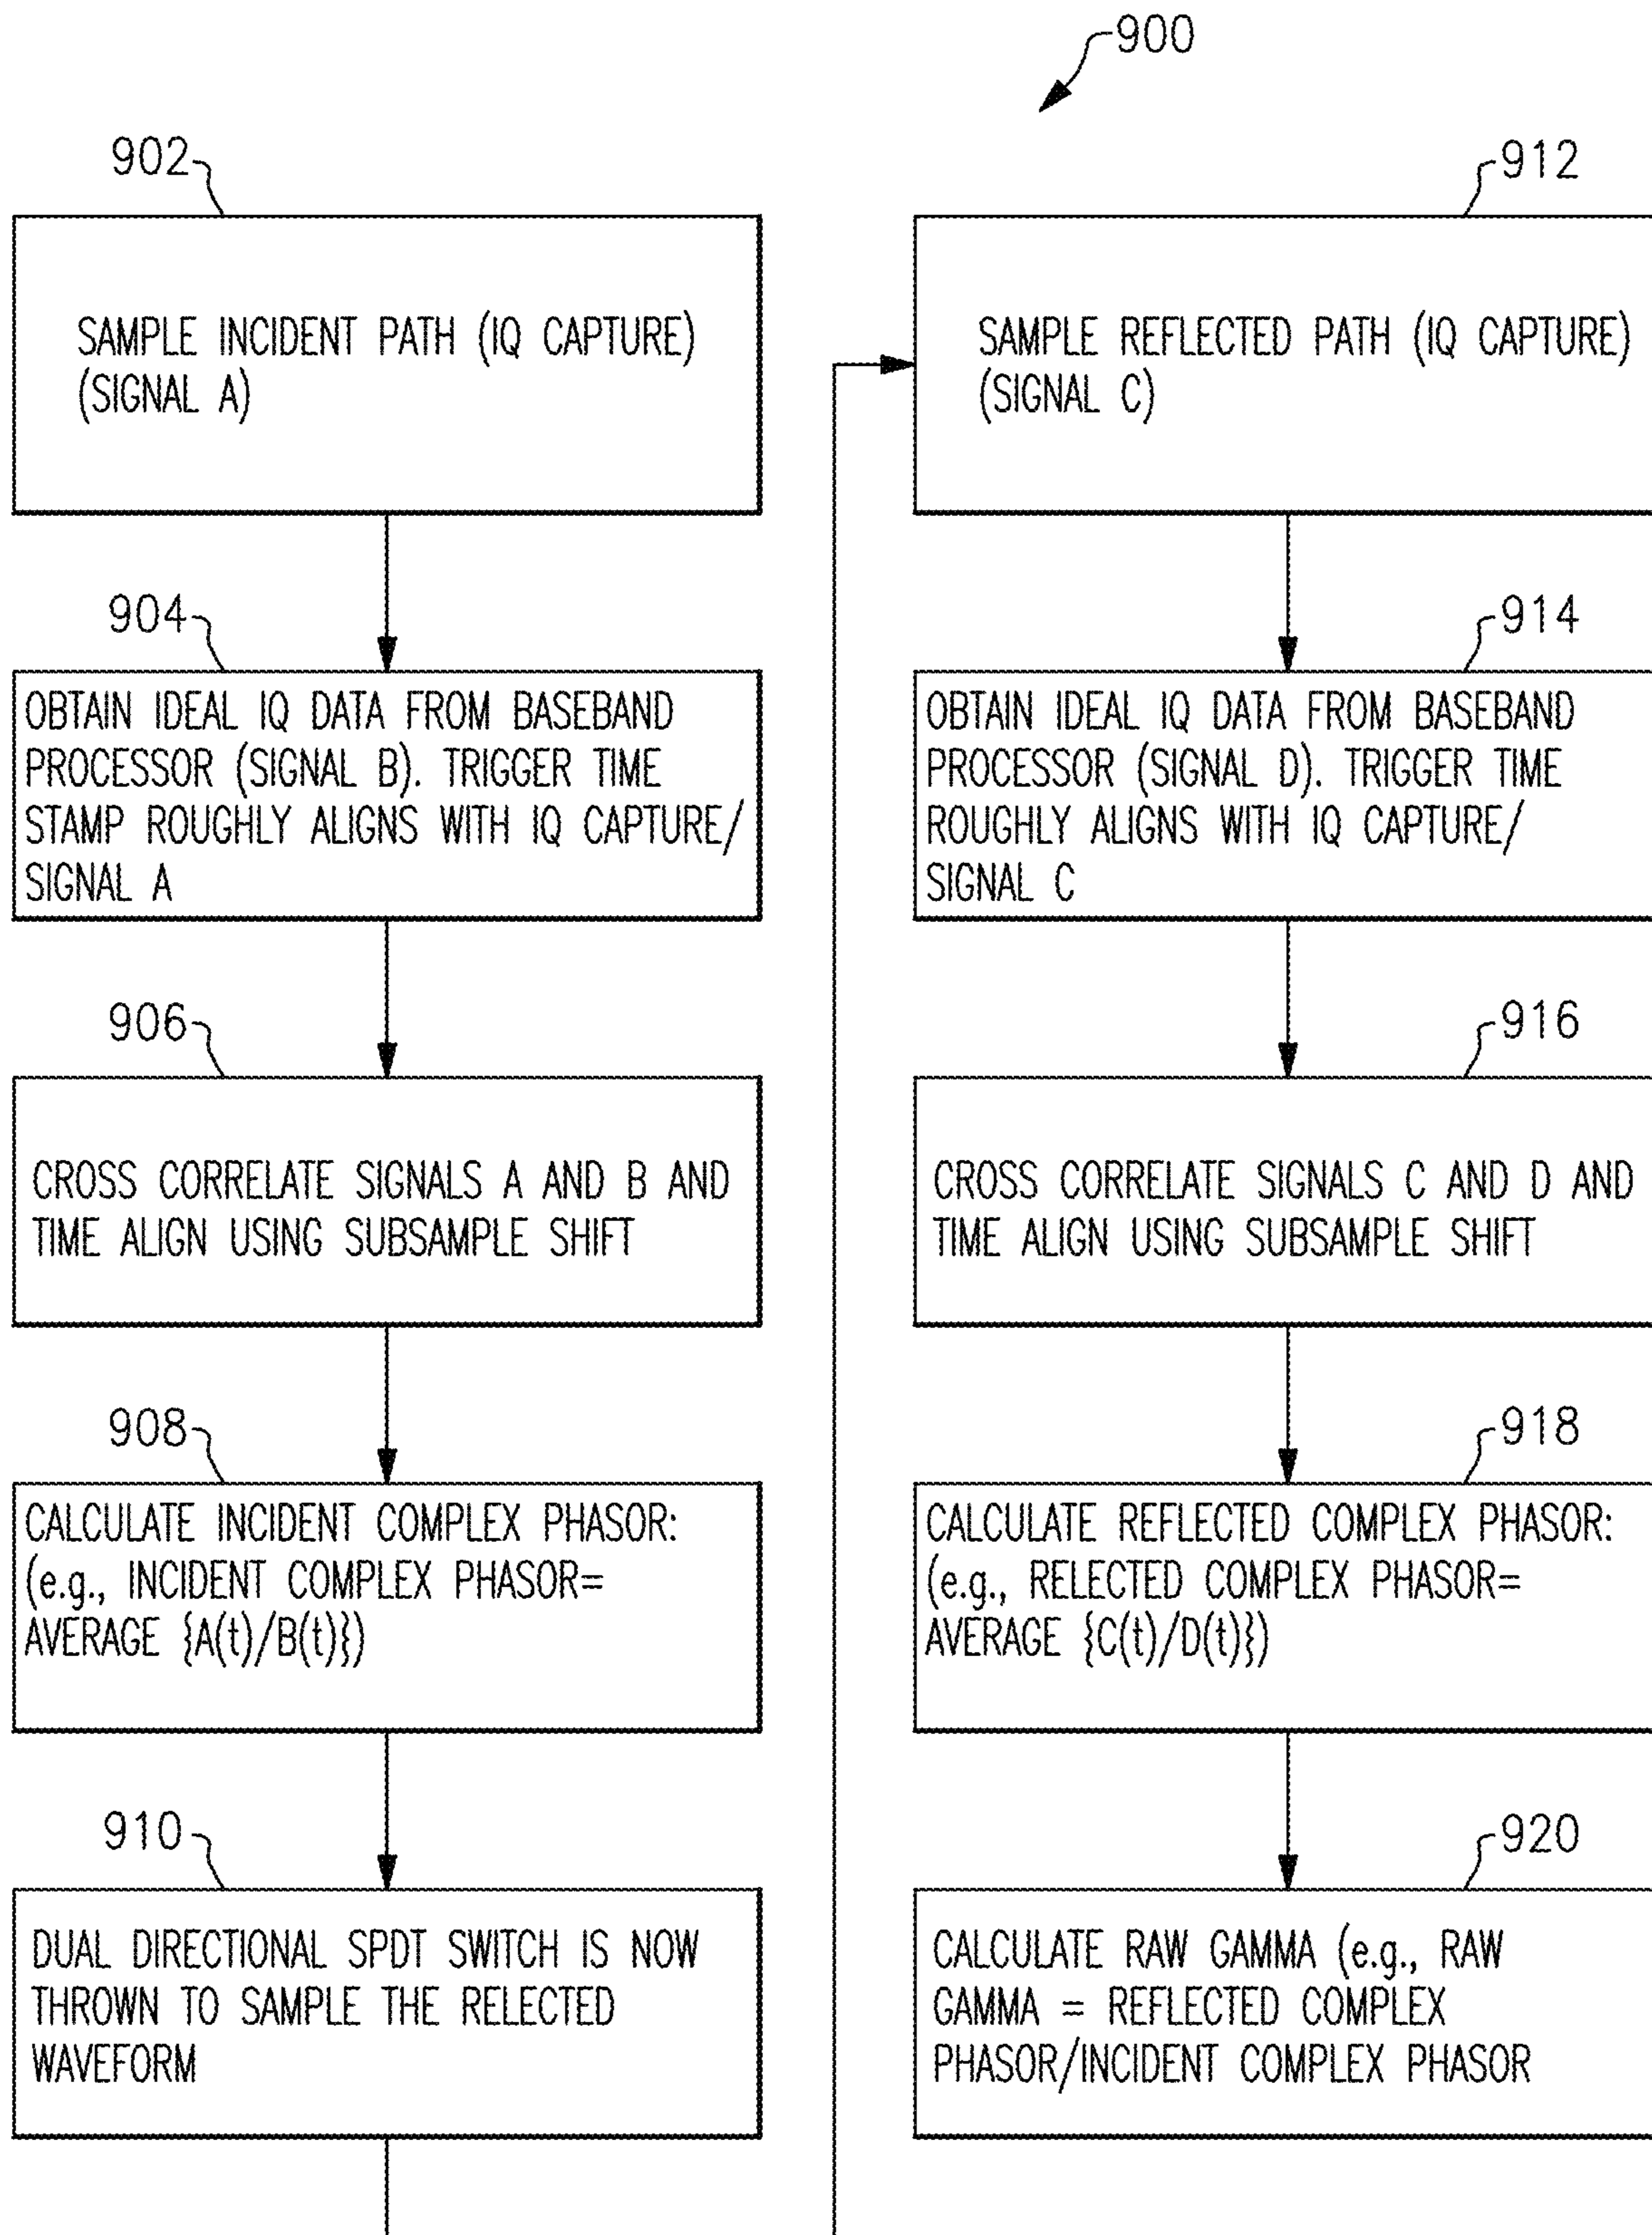 900
902
SAMPLE INCIDENT PATH (IQ CAPTURE)
(SIGNAL A)
904
OBTAIN IDEAL IQ DATA FROM BASEBAND
PROCESSOR (SIGNAL B). TRIGGER TIME
STAMP ROUGHLY ALIGNS WITH IQ CAPTURE/
SIGNAL A
906
CROSS CORRELATE SIGNALS A AND B AND
TIME ALIGN USING SUBSAMPLE SHIFT
908
CALCULATE INCIDENT COMPLEX PHASOR:
(e.g., INCIDENT COMPLEX PHASOR=
AVERAGE {A(t)/B(t)})
910
DUAL DIRECTIONAL SPDT SWITCH IS NOW
THROWN TO SAMPLE THE RELECTED
WAVEFORM
912
SAMPLE REFLECTED PATH (IQ CAPTURE)
(SIGNAL C)
914
OBTAIN IDEAL IQ DATA FROM BASEBAND
PROCESSOR (SIGNAL D). TRIGGER TIME
ROUGHLY ALIGNS WITH IQ CAPTURE/
SIGNAL C
916
CROSS CORRELATE SIGNALS C AND D AND
TIME ALIGN USING SUBSAMPLE SHIFT
918
CALCULATE REFLECTED COMPLEX PHASOR:
(e.g., RELECTED COMPLEX PHASOR=
AVERAGE {C(t)/D(t)})
920
CALCULATE RAW GAMMA (e.g., RAW
GAMMA = REFLECTED COMPLEX
PHASOR/INCIDENT COMPLEX PHASOR